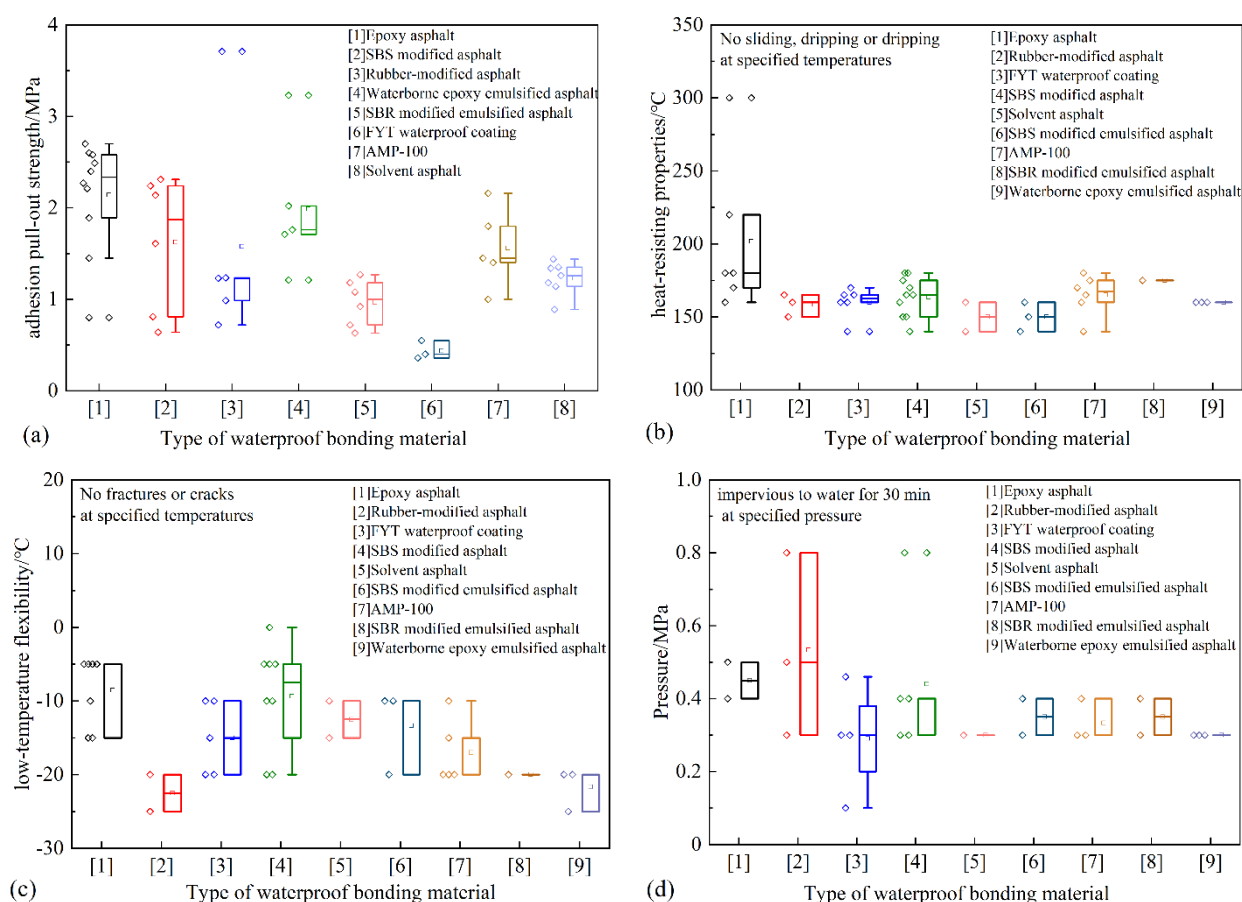 [1]Epoxy asphalt
[2]SBS modified asphalt
[3]Rubber-modified asphalt
[4]Waterborne epoxy emulsified asphalt
[5]SBR modified emulsified asphalt
[6]FYT waterproof coating
[7]AMP-100
[8]Solvent asphalt
adhesion pull-out strength/MPa
4
3
2
1
0
[1] [2] [3] [4] [5] [6] [7] [8]
(a)
Type of waterproof bonding material
No sliding, dripping or dripping
at specified temperatures
[1]Epoxy asphalt
[2]Rubber-modified asphalt
[3]FYT waterproof coating
[4]SBS modified asphalt
[5]Solvent asphalt
[6]SBS modified emulsified asphalt
[7]AMP-100
[8]SBR modified emulsified asphalt
[9]Waterborne epoxy emulsified asphalt
heat-resisting properties/°C
350
300
250
200
150
100
[1] [2] [3] [4] [5] [6] [7] [8] [9]
(b)
Type of waterproof bonding material
No fractures or cracks
at specified temperatures
[1]Epoxy asphalt
[2]Rubber-modified asphalt
[3]FYT waterproof coating
[4]SBS modified asphalt
[5]Solvent asphalt
[6]SBS modified emulsified asphalt
[7]AMP-100
[8]SBR modified emulsified asphalt
[9]Waterborne epoxy emulsified asphalt
low-temperature flexibility/°C
20
10
0
-10
-20
-30
[1] [2] [3] [4] [5] [6] [7] [8] [9]
(c)
Type of waterproof bonding material
impervious to water for 30 min
at specified pressure
[1]Epoxy asphalt
[2]Rubber-modified asphalt
[3]FYT waterproof coating
[4]SBS modified asphalt
[5]Solvent asphalt
[6]SBS modified emulsified asphalt
[7]AMP-100
[8]SBR modified emulsified asphalt
[9]Waterborne epoxy emulsified asphalt
Pressure/MPa
1.0
0.8
0.6
0.4
0.2
0
[1] [2] [3] [4] [5] [6] [7] [8] [9]
(d)
Type of waterproof bonding material